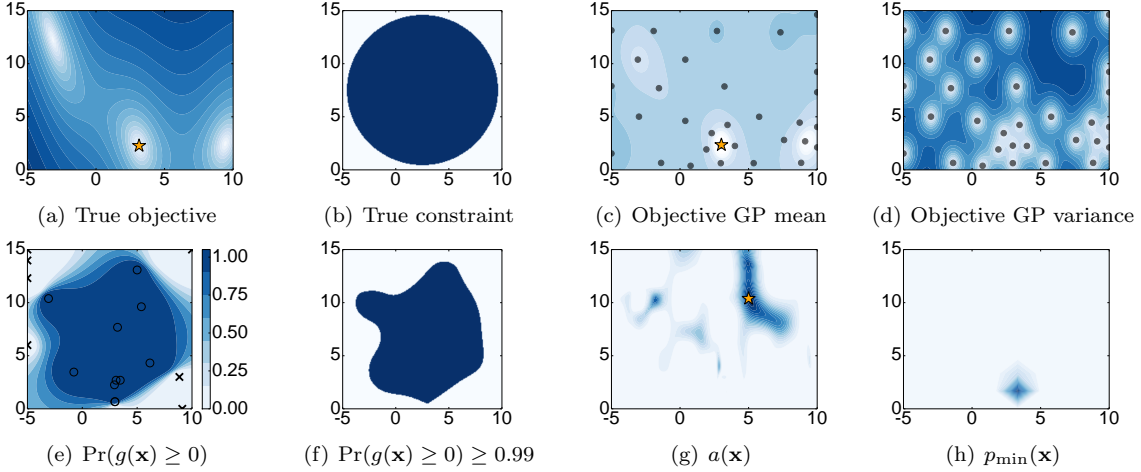 15
10
5
0
-5 0 5 10
(a) True objective
15
10
5
0
-5 0 5 10
(b) True constraint
15
10
5
0
-5 0 5 10
(c) Objective GP mean
15
10
5
0
-5 0 5 10
(d) Objective GP variance
15
10
5
0
-5 0 5 10
1.00
0.75
0.50
0.25
0.00
(e) Pr(g(x) ≥ 0)
15
10
5
0
-5 0 5 10
(f) Pr(g(x) ≥ 0) ≥ 0.99
15
10
5
0
-5 0 5 10
(g) a(x)
15
10
5
0
-5 0 5 10
(h) p_min(x)